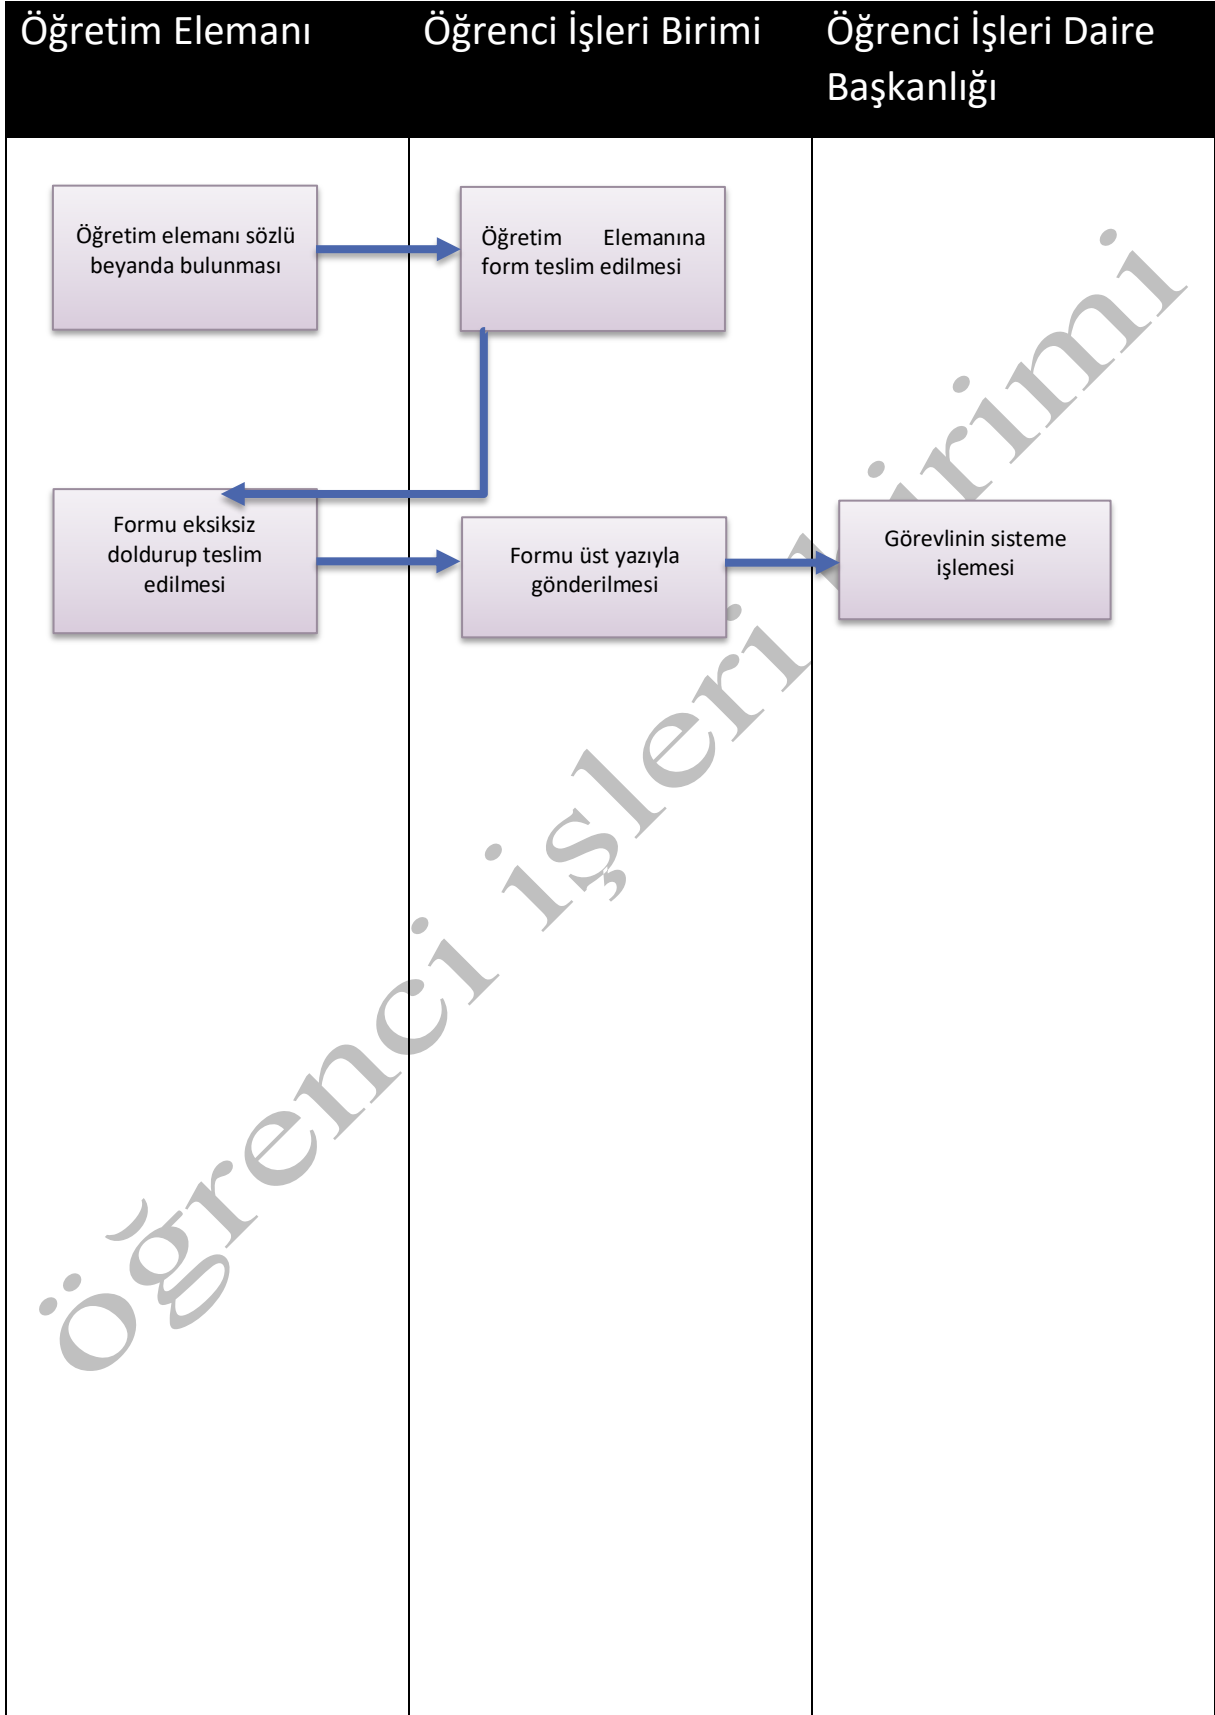 Öğretim Elemanı
Öğrenci İşleri Birimi
Öğrenci İşleri Daire
Başkanlığı
Öğretim elemanı sözlü
beyanda bulunması
Öğretim Elemanına
form teslim edilmesi
Formu eksiksiz
doldurup teslim
edilmesi
Formu üst yazıyla
gönderilmesi
Görevlinin sisteme
işlemesi
Öğrenci işleri Birimi